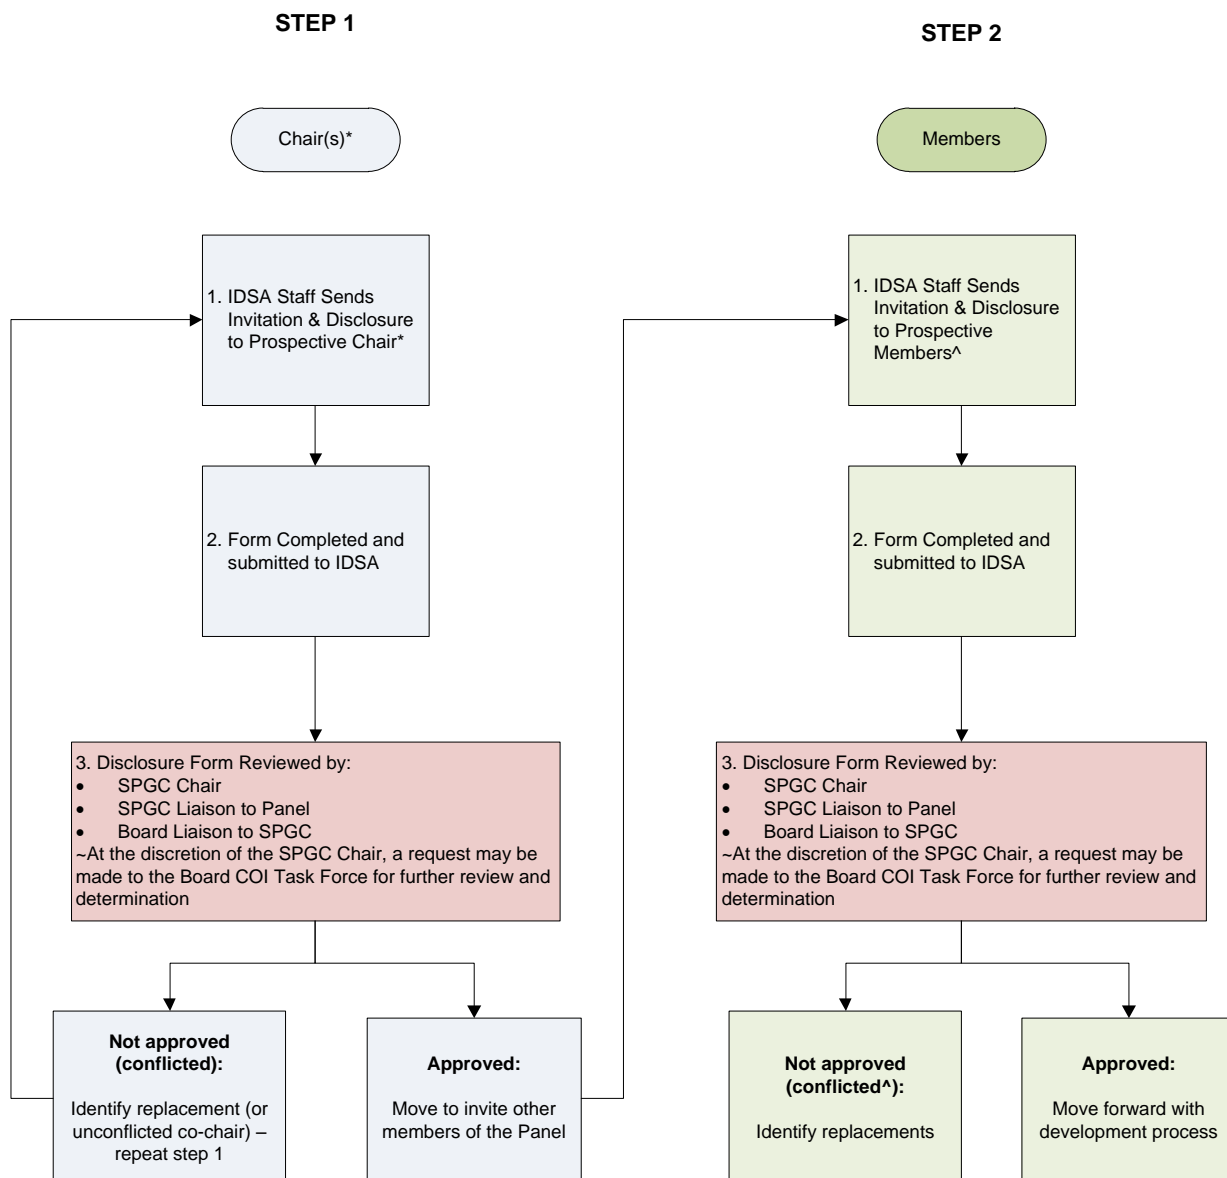 STEP 1
Chair(s)*
1. IDSA Staff Sends
Invitation & Disclosure
to Prospective Chair*
2. Form Completed and
submitted to IDSA
3. Disclosure Form Reviewed by:
• SPGC Chair
• SPGC Liaison to Panel
• Board Liaison to SPGC
~At the discretion of the SPGC Chair, a request may be
made to the Board COI Task Force for further review and
determination
Not approved
(conflicted):
Identify replacement (or
unconflicted co-chair) –
repeat step 1
Approved:
Move to invite other
members of the Panel
STEP 2
Members
1. IDSA Staff Sends
Invitation & Disclosure
to Prospective
Members^
2. Form Completed and
submitted to IDSA
3. Disclosure Form Reviewed by:
• SPGC Chair
• SPGC Liaison to Panel
• Board Liaison to SPGC
~At the discretion of the SPGC Chair, a request may be
made to the Board COI Task Force for further review and
determination
Not approved
(conflicted^):
Identify replacements
Approved:
Move forward with
development process